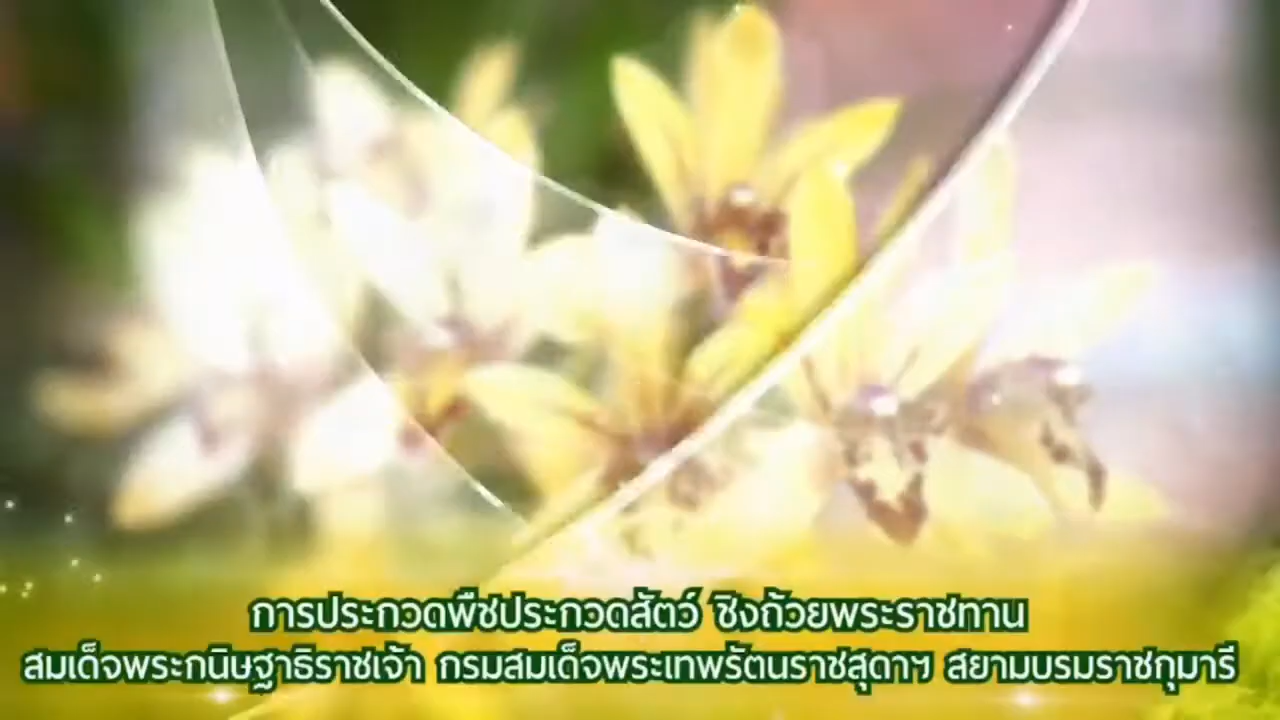 การประกวดพืชประกวดสัตว์ ชิงถ้วยพระราชทาน
สมเด็จพระกนิษฐาธิราชเจ้า กรมสมเด็จพระเทพรัตนราชสุดาฯ สยามบรมราชกุมารี